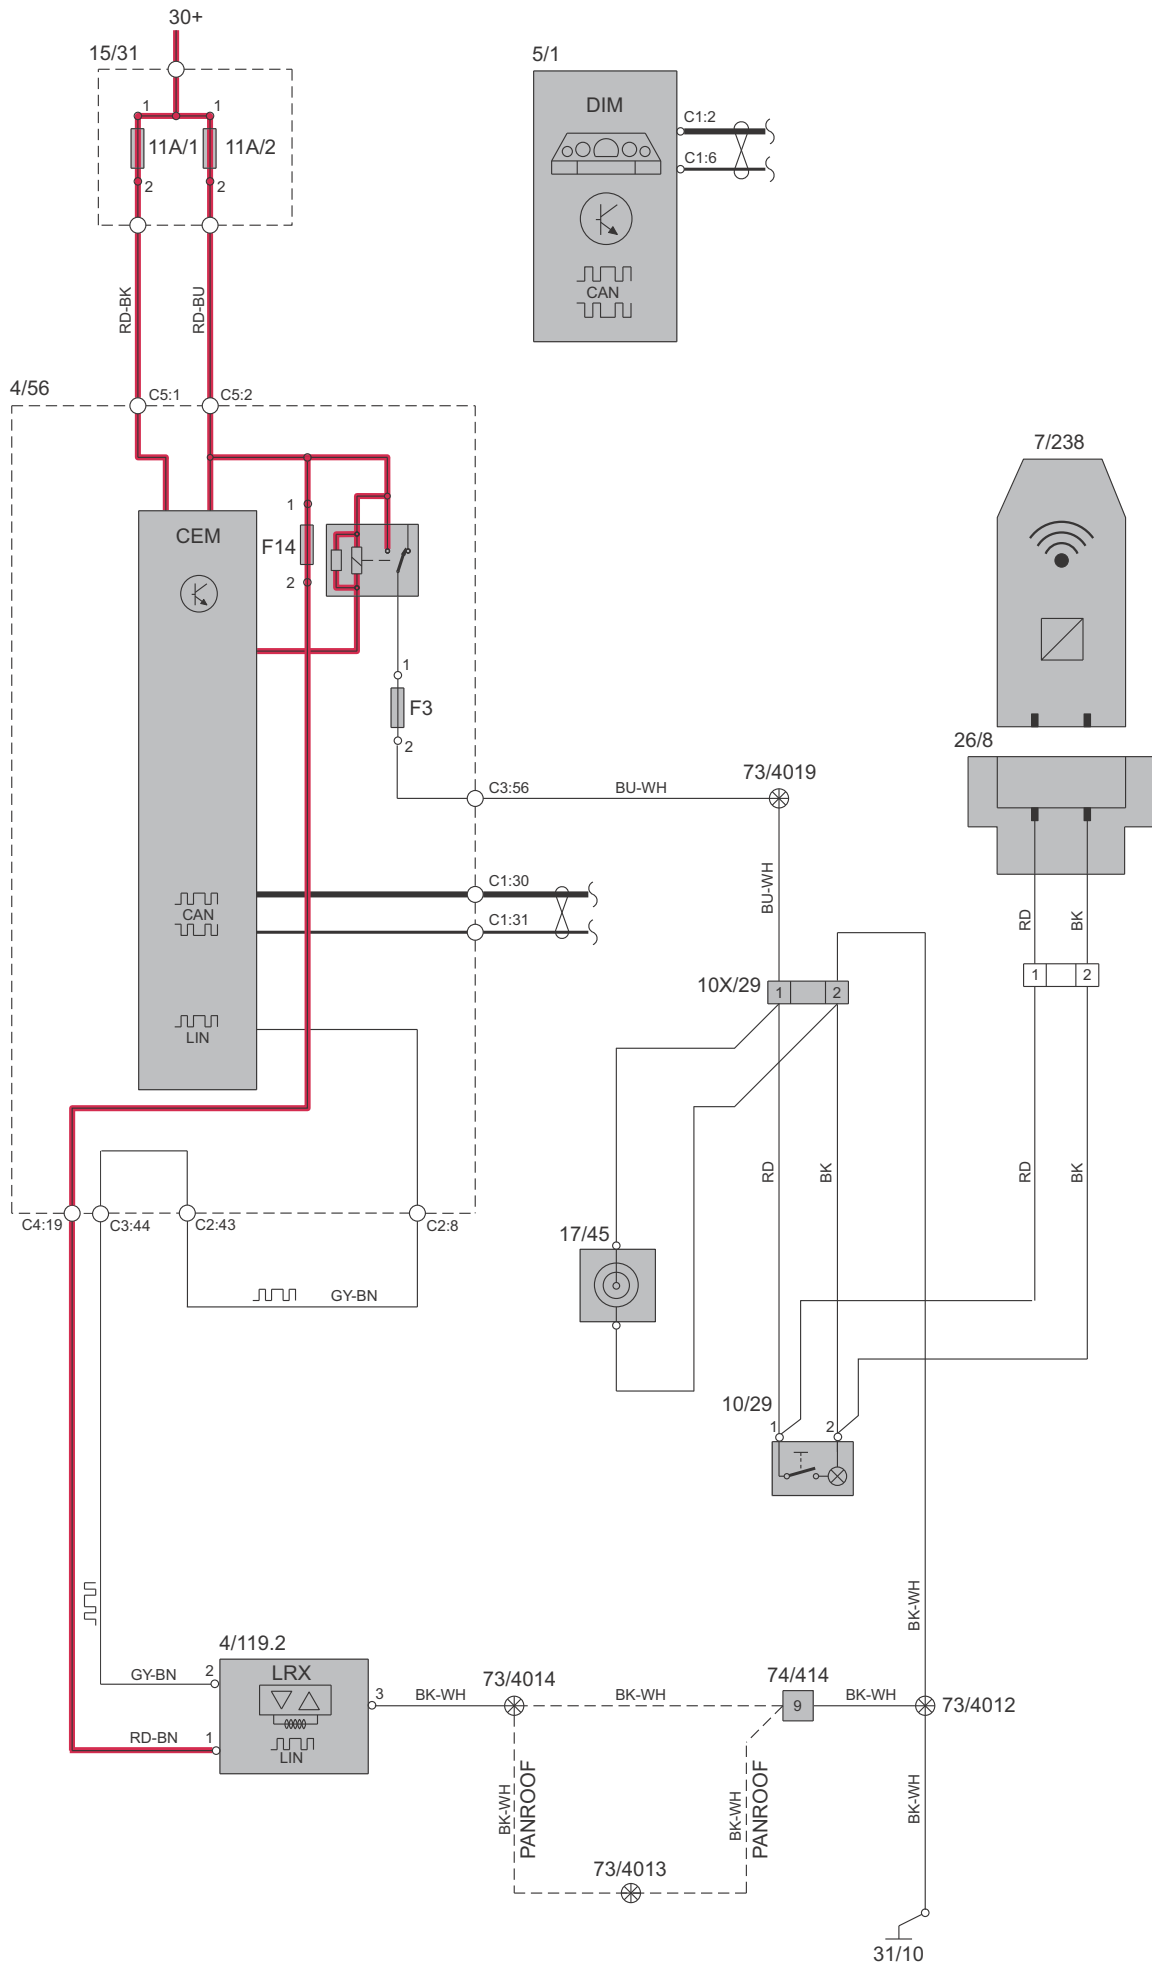 30+
15/31
1
1
11A/1
11A/2
2
2
RD-BK
RD-BU
5/1
DIM
C1:2
C1:6
CAN
4/56
C5:1
C5:2
7/238
CEM
1
F14
2
1
F3
2
26/8
C3:56
BU-WH
73/4019
BU-WH
C1:30
CAN
C1:31
RD
BK
1
2
10X/29
1
2
LIN
RD
BK
RD
BK
C4:19
C3:44
C2:43
C2:8
17/45
GY-BN
10/29
1
2
BK-WH
4/119.2
LRX
GY-BN
2
3
BK-WH
73/4014
BK-WH
74/414
9
BK-WH
73/4012
RD-BN
1
LIN
BK-WH
PANROOF
BK-WH
PANROOF
BK-WH
73/4013
31/10